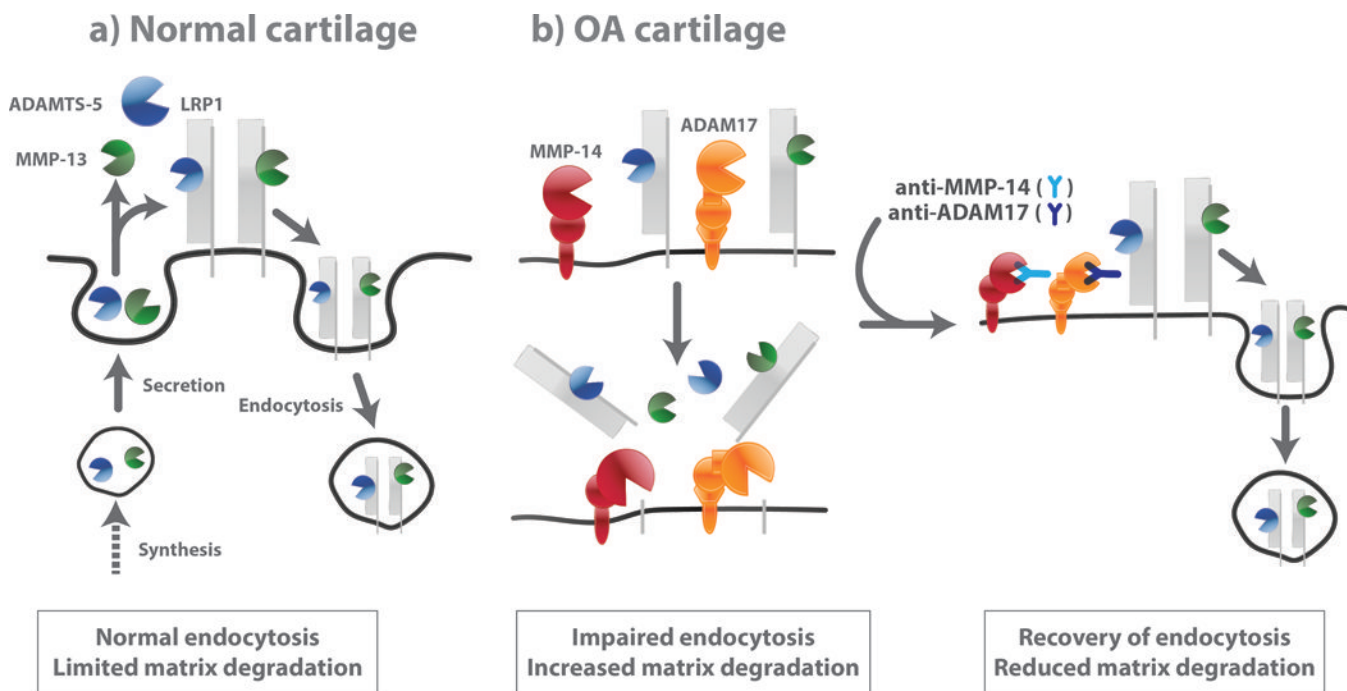 a) Normal cartilage
ADAMTS-5
LRP1
MMP-13
Secretion
Endocytosis
Synthesis
Normal endocytosis
Limited matrix degradation
b) OA cartilage
ADAM17
MMP-14
Impaired endocytosis
Increased matrix degradation
anti-MMP-14 ( )
anti-ADAM17 ( )
Recovery of endocytosis
Reduced matrix degradation